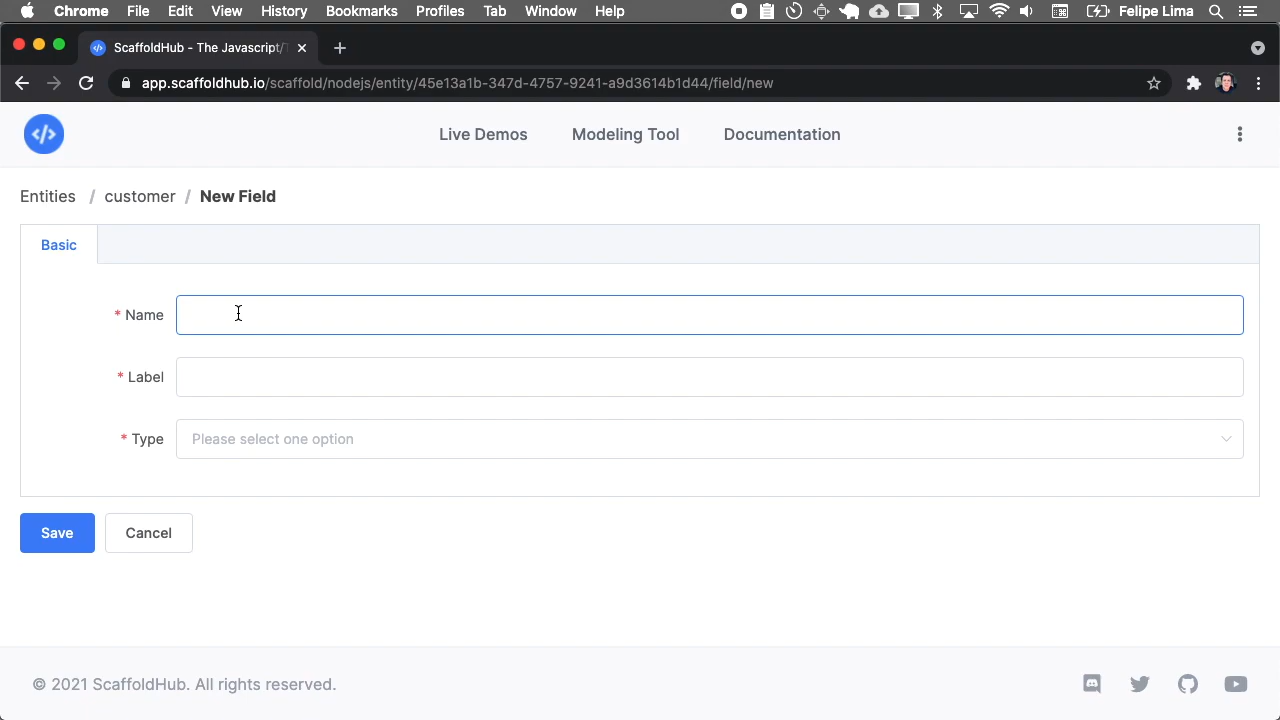 Chrome File Edit View History Bookmarks Profiles Tab Window Help Felipe Lima
ScaffoldHub - The Javascript/
app.scaffoldhub.io/scaffold/nodejs/entity/45e13a1b-347d-4757-9241-a9d3614b1d44/field/new
Live Demos Modeling Tool Documentation
Entities / customer / New Field
Basic
* Name
* Label
* Type Please select one option
Save Cancel
© 2021 ScaffoldHub. All rights reserved.